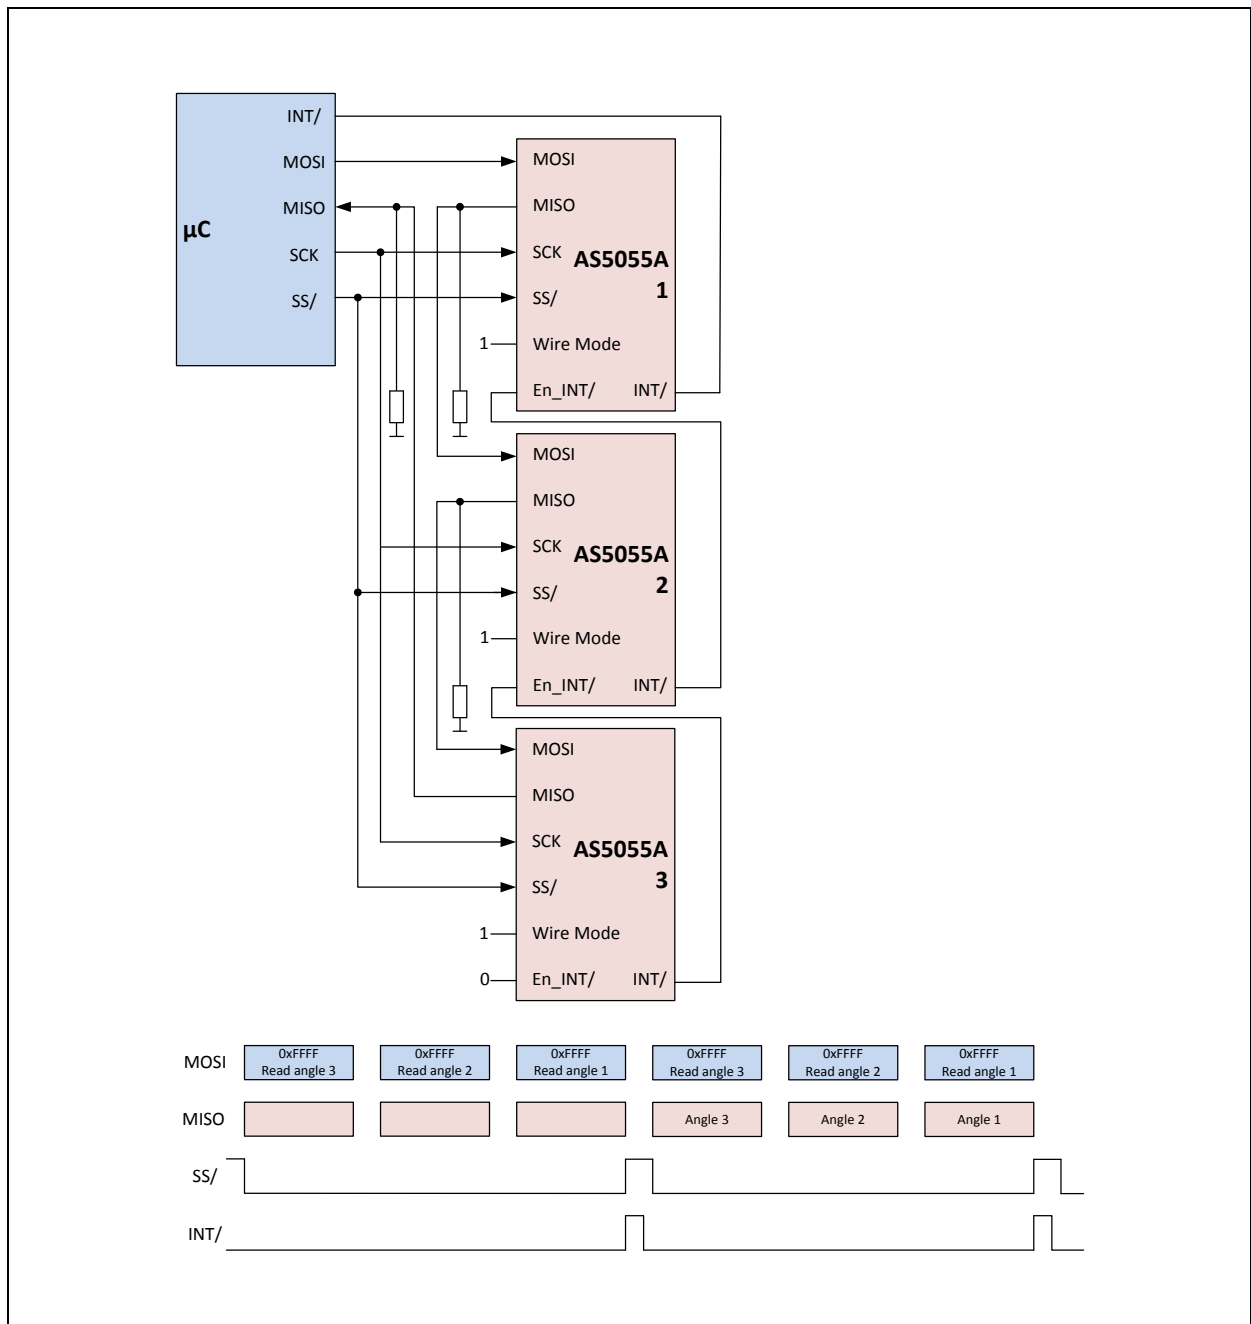 µC
INT/
MOSI
MISO
SCK
SS/
MOSI
MISO
SCK
AS5055A
1
SS/
1
Wire Mode
En_INT/
INT/
MOSI
MISO
SCK
AS5055A
2
SS/
1
Wire Mode
En_INT/
INT/
MOSI
MISO
SCK
AS5055A
3
SS/
1
Wire Mode
0
En_INT/
INT/
MOSI
0xFFFF
Read angle 3
0xFFFF
Read angle 2
0xFFFF
Read angle 1
0xFFFF
Read angle 3
0xFFFF
Read angle 2
0xFFFF
Read angle 1
MISO
Angle 3
Angle 2
Angle 1
SS/
INT/